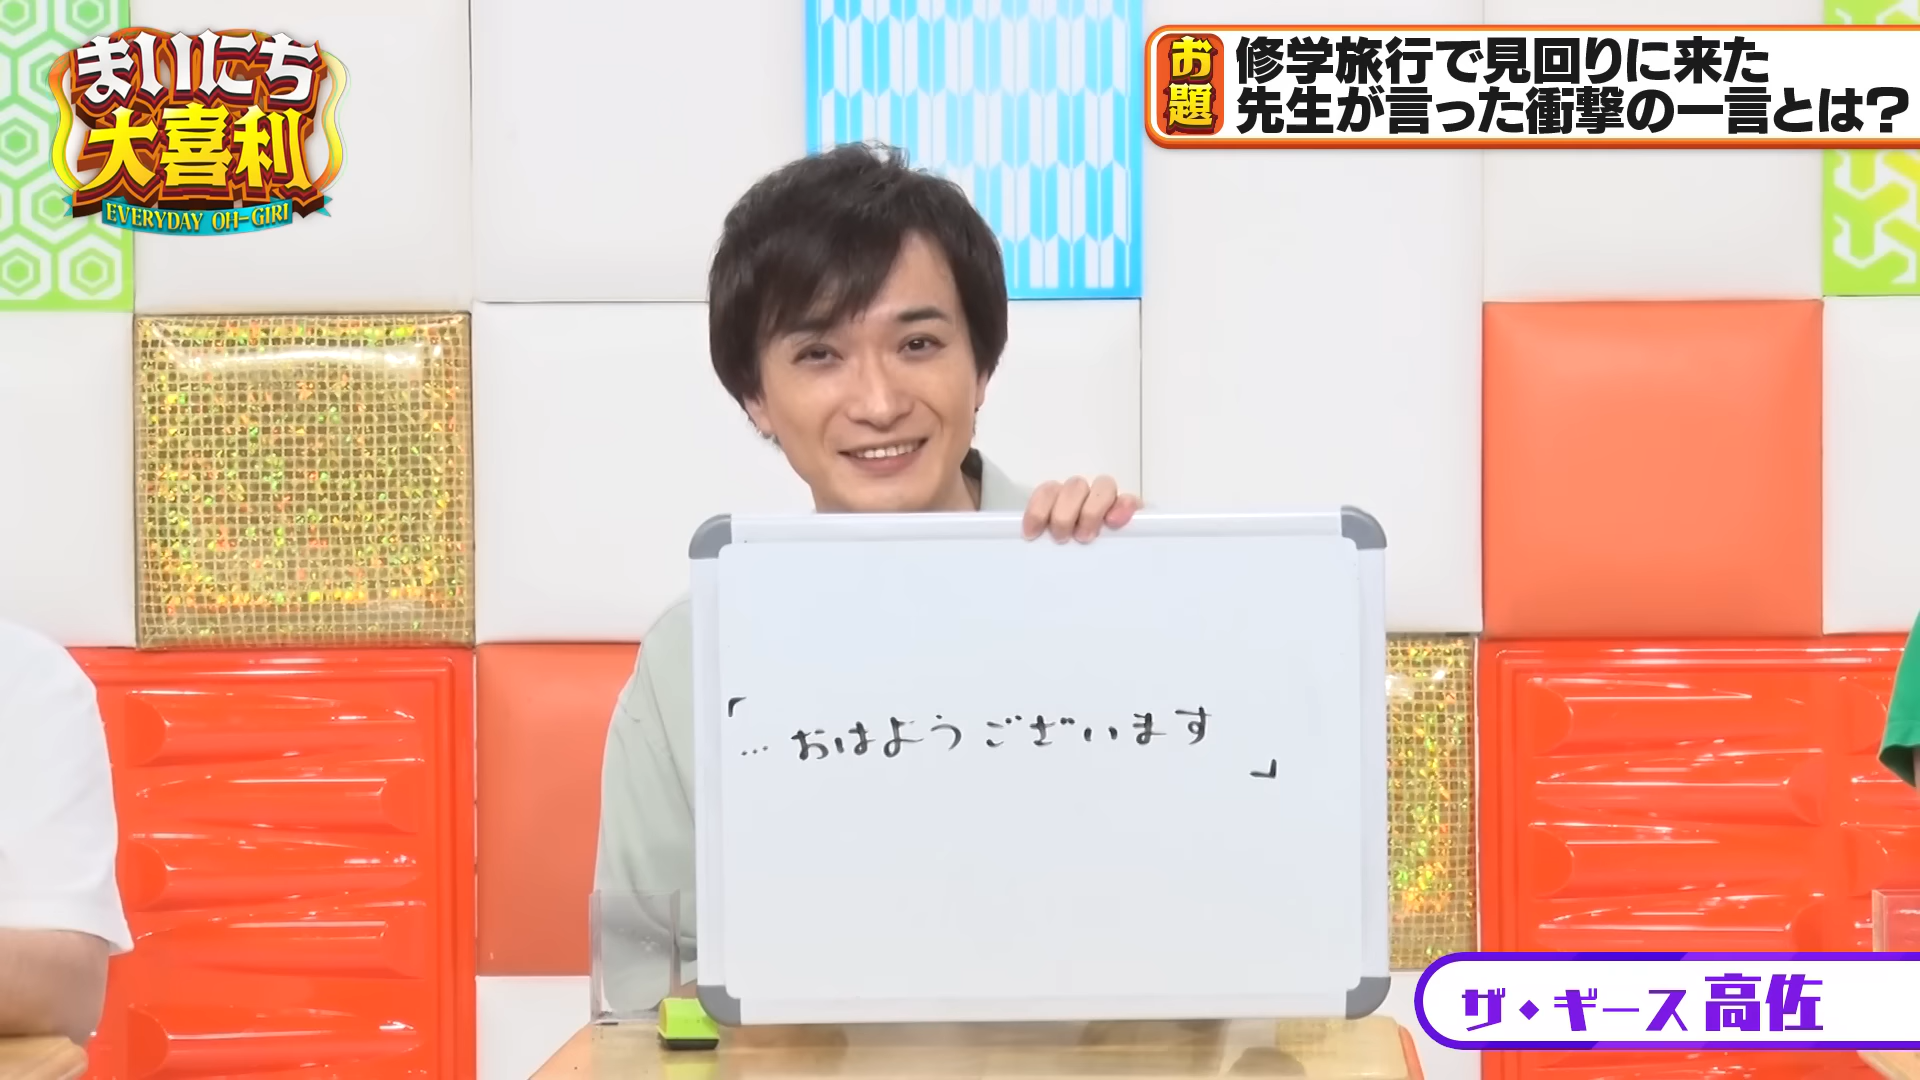 まいにち
大喜利
EVERYDAY OH-GIRI
お題
修学旅行で見回りに来た
先生が言った衝撃の一言とは?
「…おはようございます」
ザ・ギース 高佐